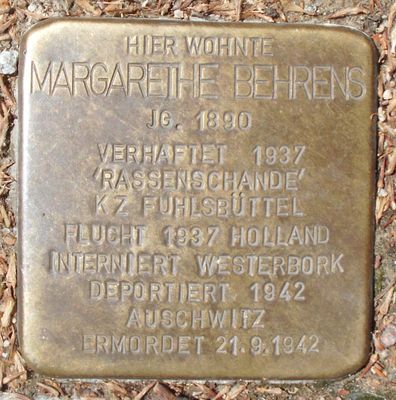 HIER WOHNTE
MARGARETHE BEHRENS
JG. 1890
VERHAFTET 1937
'RASSENSCHANDE'
KZ FUHLSBÜTTEL
FLUCHT 1937 HOLLAND
INTERNIERT WESTERBORK
DEPORTIERT 1942
AUSCHWITZ
ERMORDET 21.9.1942